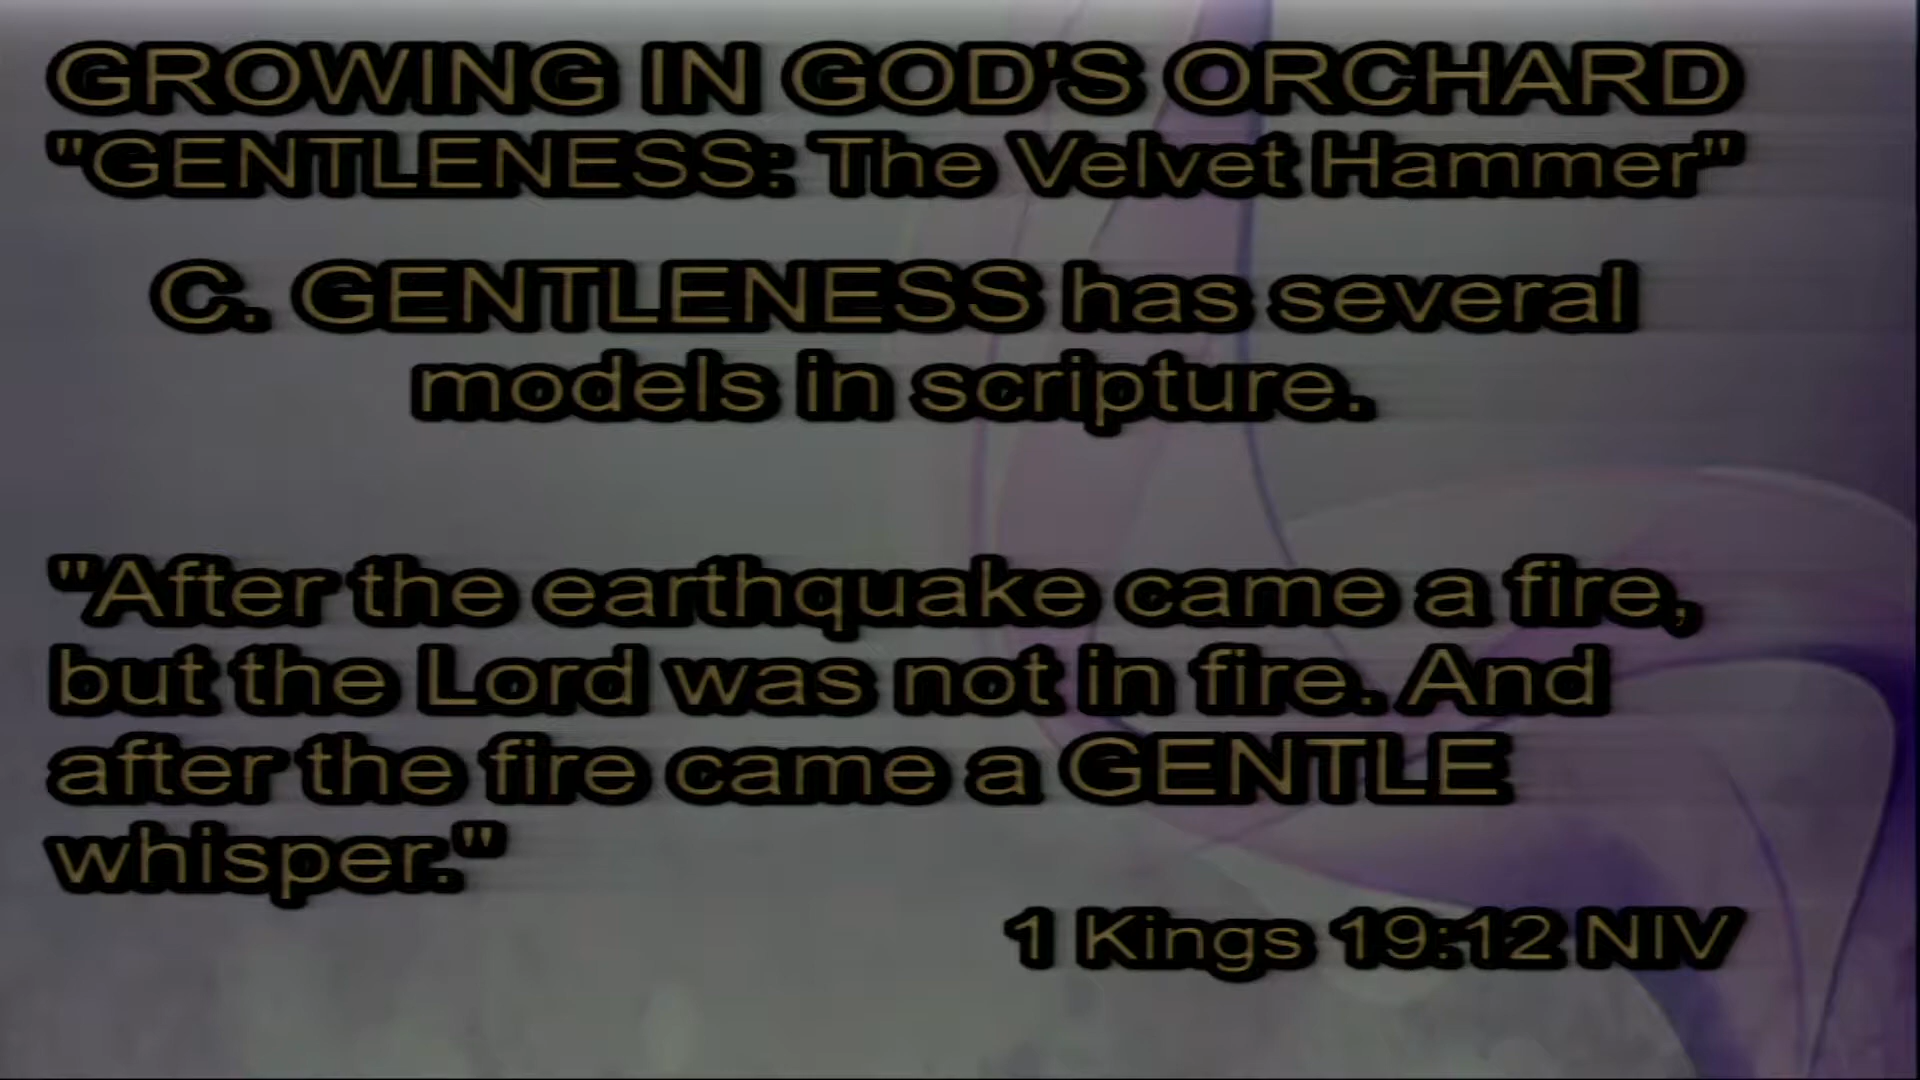 GROWING IN GOD'S ORCHARD
"GENTLENESS: The Velvet Hammer"
C. GENTLENESS has several
models in scripture.
"After the earthquake came a fire,
but the Lord was not in fire. And
after the fire came a GENTLE
whisper."
1 Kings 19:12 NIV